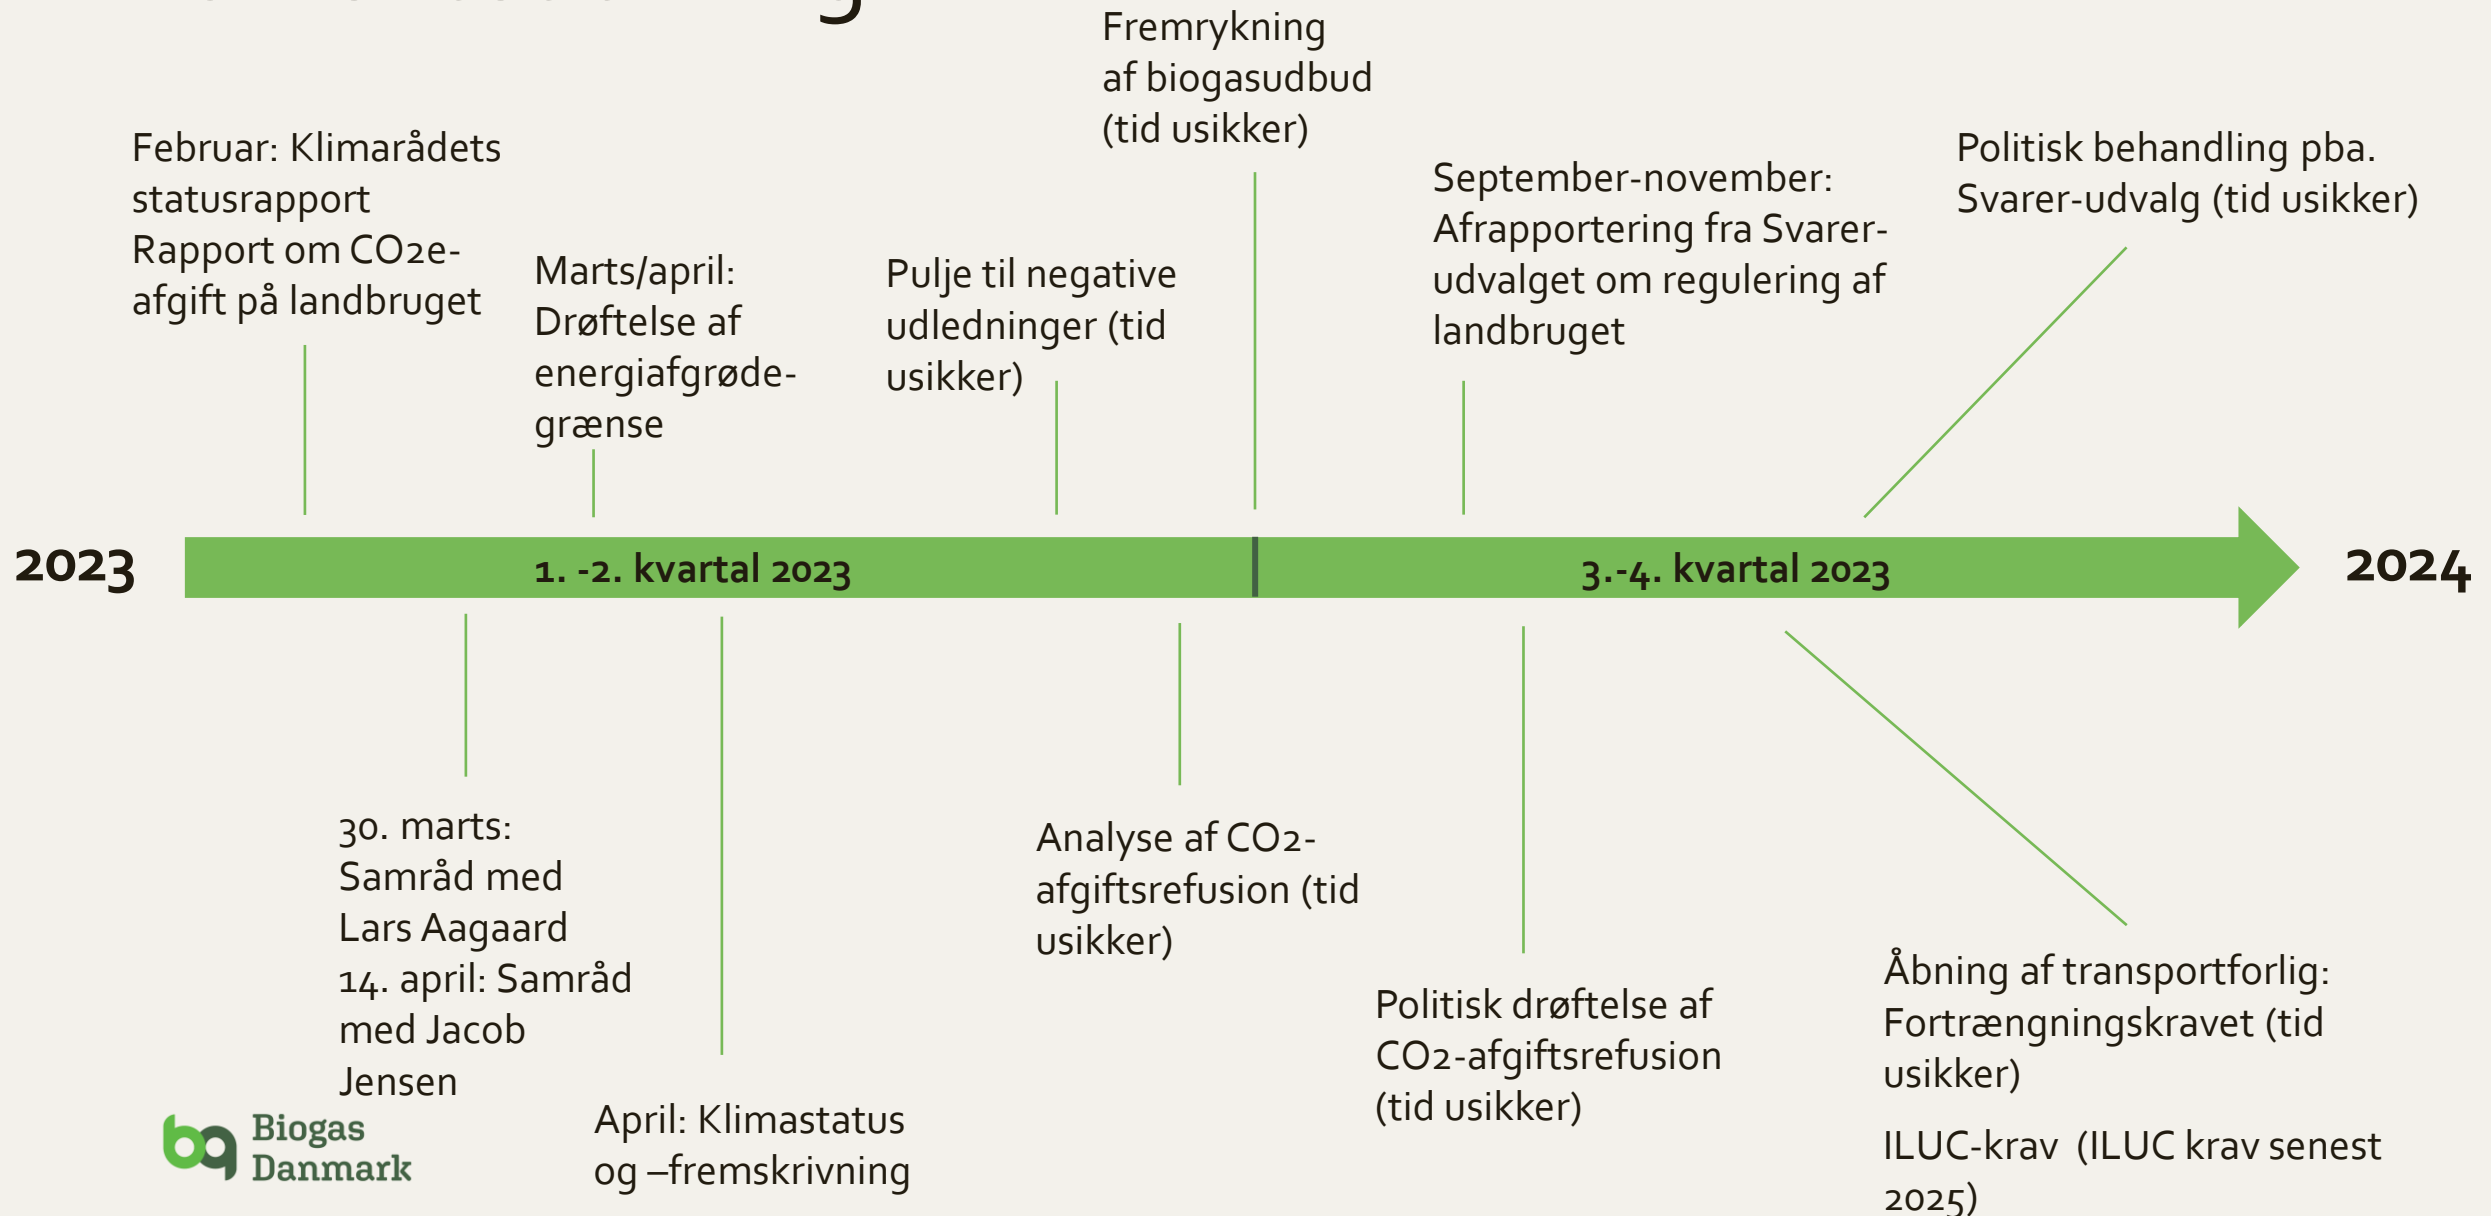 Fremrykning
af biogasudbud
(tid usikker)
Februar: Klimarådets
statusrapport
Rapport om CO2e-
afgift på landbruget
Marts/april:
Drøftelse af
energiafgrøde-
grænse
Pulje til negative
udledninger (tid
usikker)
September-november:
Afrapportering fra Svarer-
udvalget om regulering af
landbruget
Politisk behandling pba.
Svarer-udvalg (tid usikker)
2023
1. -2. kvartal 2023
3.-4. kvartal 2023
2024
30. marts:
Samråd med
Lars Aagaard
14. april: Samråd
med Jacob
Jensen
April: Klimastatus
og –fremskrivning
Analyse af CO2-
afgiftsrefusion (tid
usikker)
Politisk drøftelse af
CO2-afgiftsrefusion
(tid usikker)
Åbning af transportforlig:
Fortrængningskravet (tid
usikker)
ILUC-krav  (ILUC krav senest
2025)
Biogas
Danmark